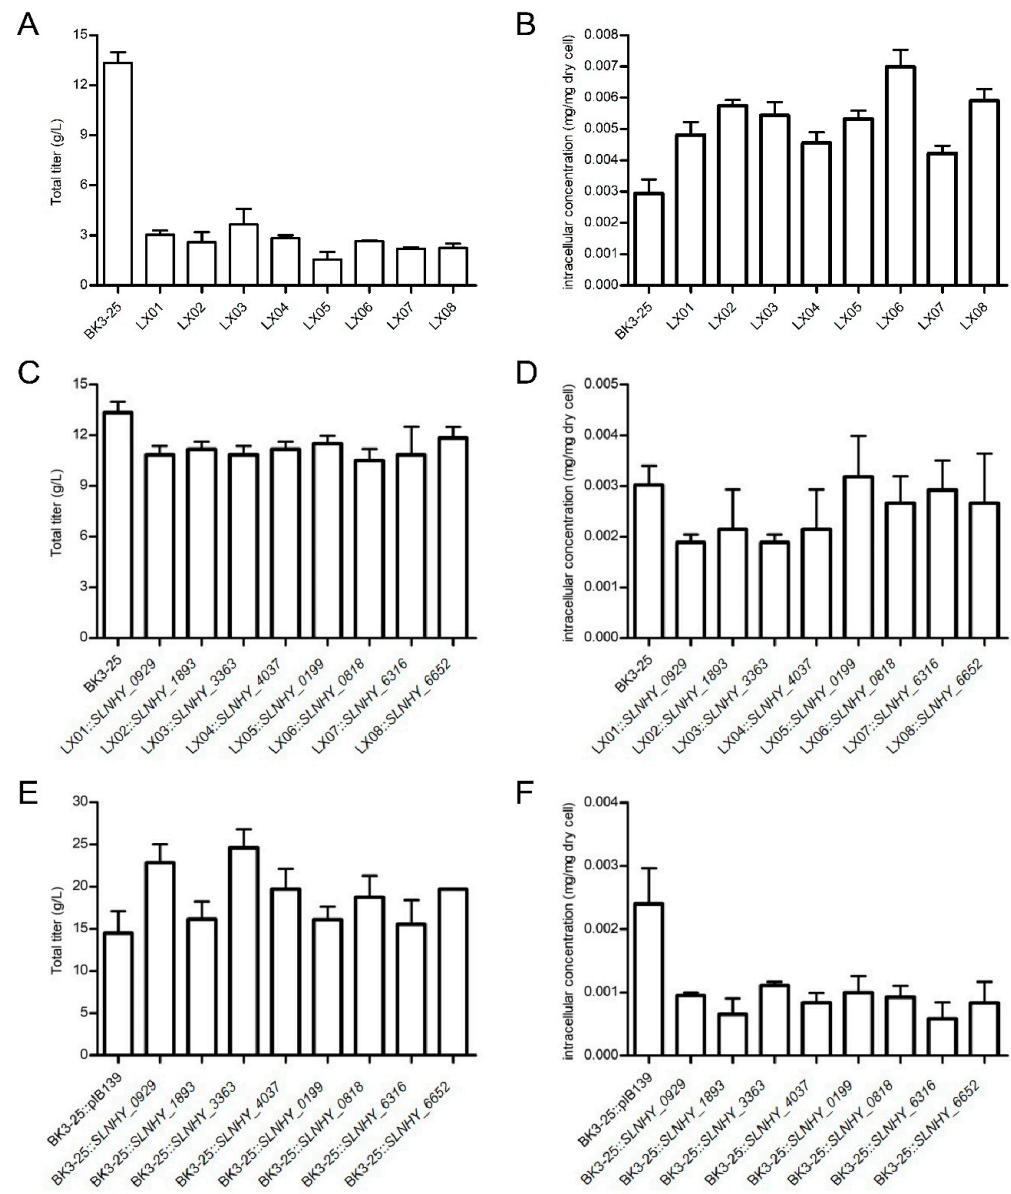 A
Total titer (g/L)
15
12
9
6
3
0
BK3-25
LX01
LX02
LX03
LX04
LX05
LX06
LX07
LX08
B
intracellular concentration (mg/mg dry cell)
0.008
0.007
0.006
0.005
0.004
0.003
0.002
0.001
0.000
BK3-25
LX01
LX02
LX03
LX04
LX05
LX06
LX07
LX08
C
Total titer (g/L)
15
12
9
6
3
0
BK3-25
LX01::SLNHY_0929
LX02::SLNHY_1893
LX03::SLNHY_3363
LX04::SLNHY_4037
LX05::SLNHY_0199
LX06::SLNHY_0818
LX07::SLNHY_6316
LX08::SLNHY_6652
D
intracellular concentration (mg/mg dry cell)
0.005
0.004
0.003
0.002
0.001
0.000
BK3-25
LX01::SLNHY_0929
LX02::SLNHY_1893
LX03::SLNHY_3363
LX04::SLNHY_4037
LX05::SLNHY_0199
LX06::SLNHY_0818
LX07::SLNHY_6316
LX08::SLNHY_6652
E
Total titer (g/L)
30
25
20
15
10
5
0
BK3-25::pIB139
BK3-25::SLNHY_0929
BK3-25::SLNHY_1893
BK3-25::SLNHY_3363
BK3-25::SLNHY_4037
BK3-25::SLNHY_0199
BK3-25::SLNHY_0818
BK3-25::SLNHY_6316
BK3-25::SLNHY_6652
F
intracellular concentration (mg/mg dry cell)
0.004
0.003
0.002
0.001
0.000
BK3-25::pIB139
BK3-25::SLNHY_0929
BK3-25::SLNHY_1893
BK3-25::SLNHY_3363
BK3-25::SLNHY_4037
BK3-25::SLNHY_0199
BK3-25::SLNHY_0818
BK3-25::SLNHY_6316
BK3-25::SLNHY_6652